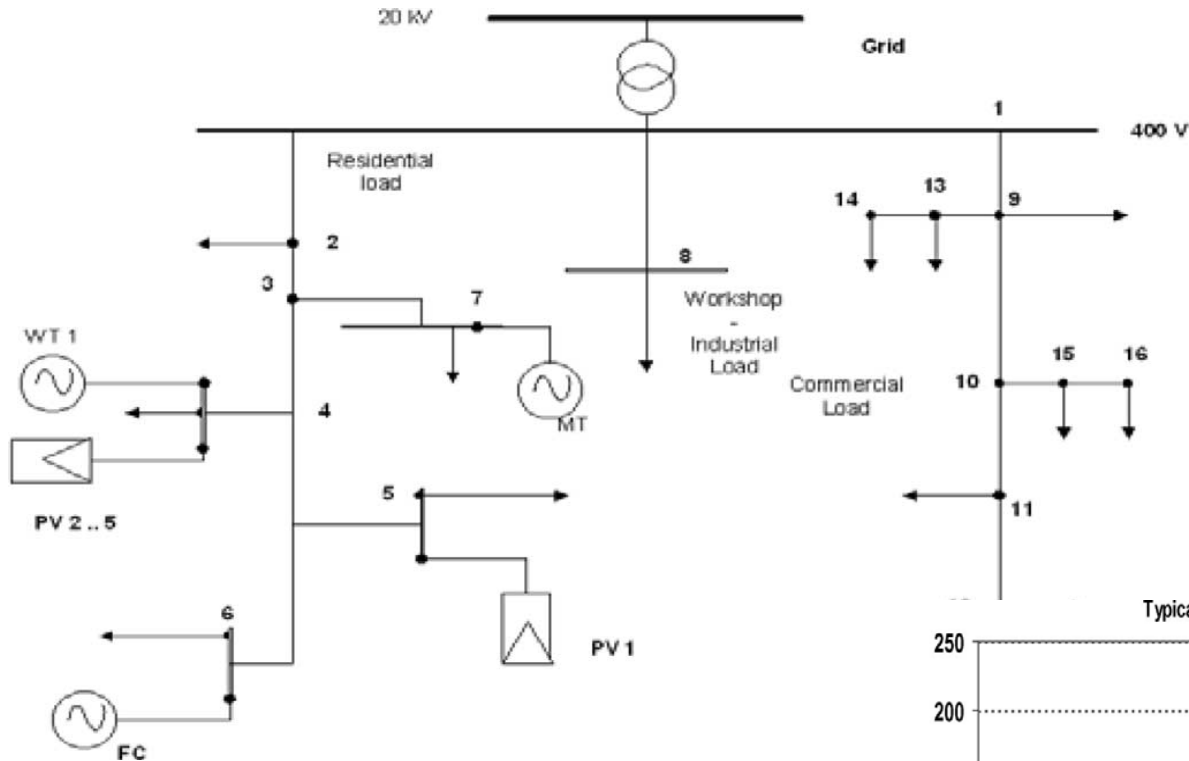 20 kV
Grid
1
400 V
Residential
load
14
13
9
2
8
3
7
Workshop
-
Industrial
Load
WT 1
15
16
10
Commercial
Load
4
MT
5
11
PV 2 .. 5
6
Typica
PV 1
250
200
FC